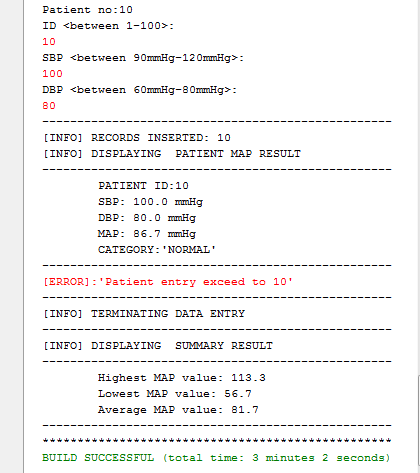 Patient no:10
ID <between 1-100>:
10
SBP <between 90mmHg-120mmHg>:
100
DBP <between 60mmHg-80mmHg>:
80
--------------------------------------------------
[INFO] RECORDS INSERTED: 10
[INFO] DISPLAYING  PATIENT MAP RESULT
--------------------------------------------------
        PATIENT ID:10
        SBP: 100.0 mmHg
        DBP: 80.0 mmHg
        MAP: 86.7 mmHg
        CATEGORY:'NORMAL'
--------------------------------------------------
[ERROR]:'Patient entry exceed to 10'
--------------------------------------------------
[INFO] TERMINATING DATA ENTRY
--------------------------------------------------
[INFO] DISPLAYING  SUMMARY RESULT
--------------------------------------------------
        Highest MAP value: 113.3
        Lowest MAP value: 56.7
        Average MAP value: 81.7
--------------------------------------------------
**************************************************
BUILD SUCCESSFUL (total time: 3 minutes 2 seconds)